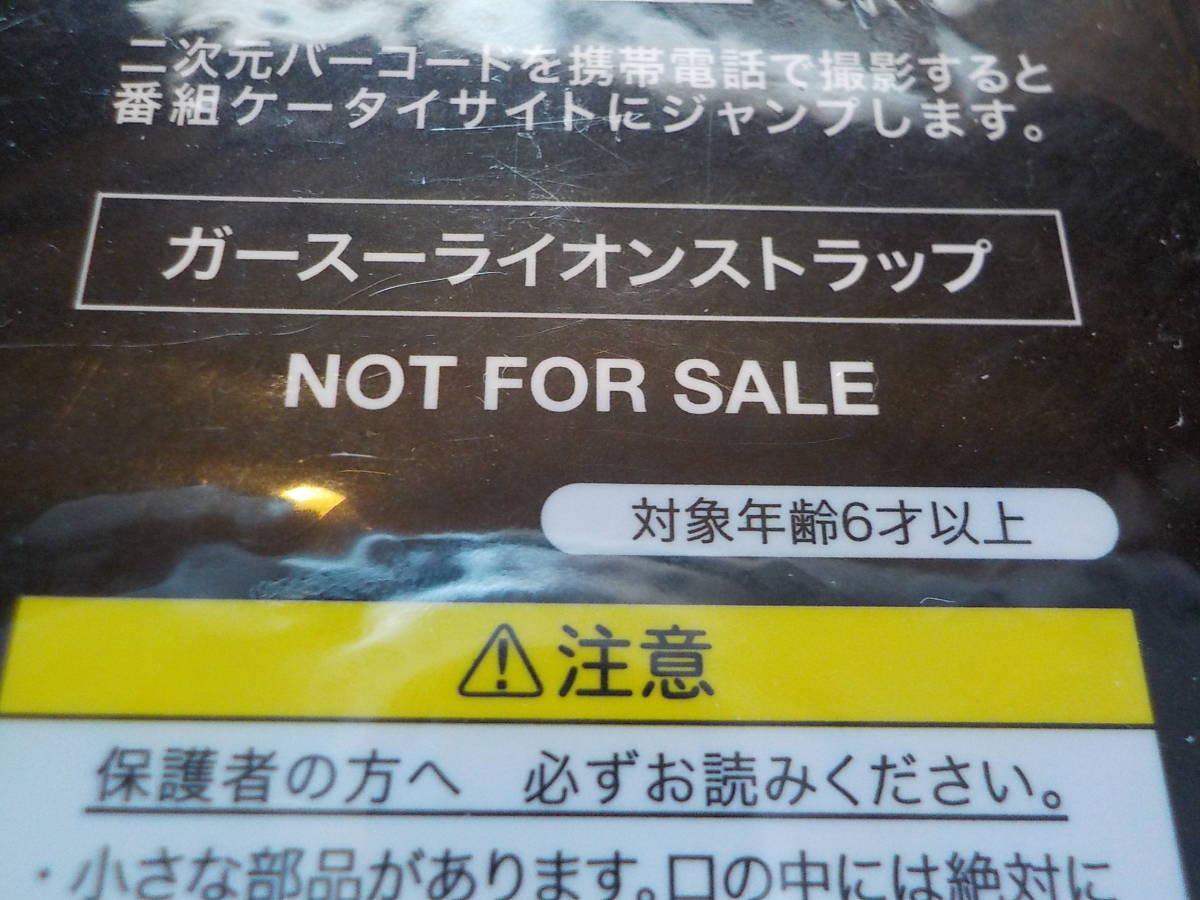 二次元バーコードを携帯電話で撮影すると
番組ケータイサイトにジャンプします。
ガースーライオンストラップ
NOT FOR SALE
対象年齢6才以上
注意
保護者の方へ　必ずお読みください。
・小さな部品があります。口の中には絶対に